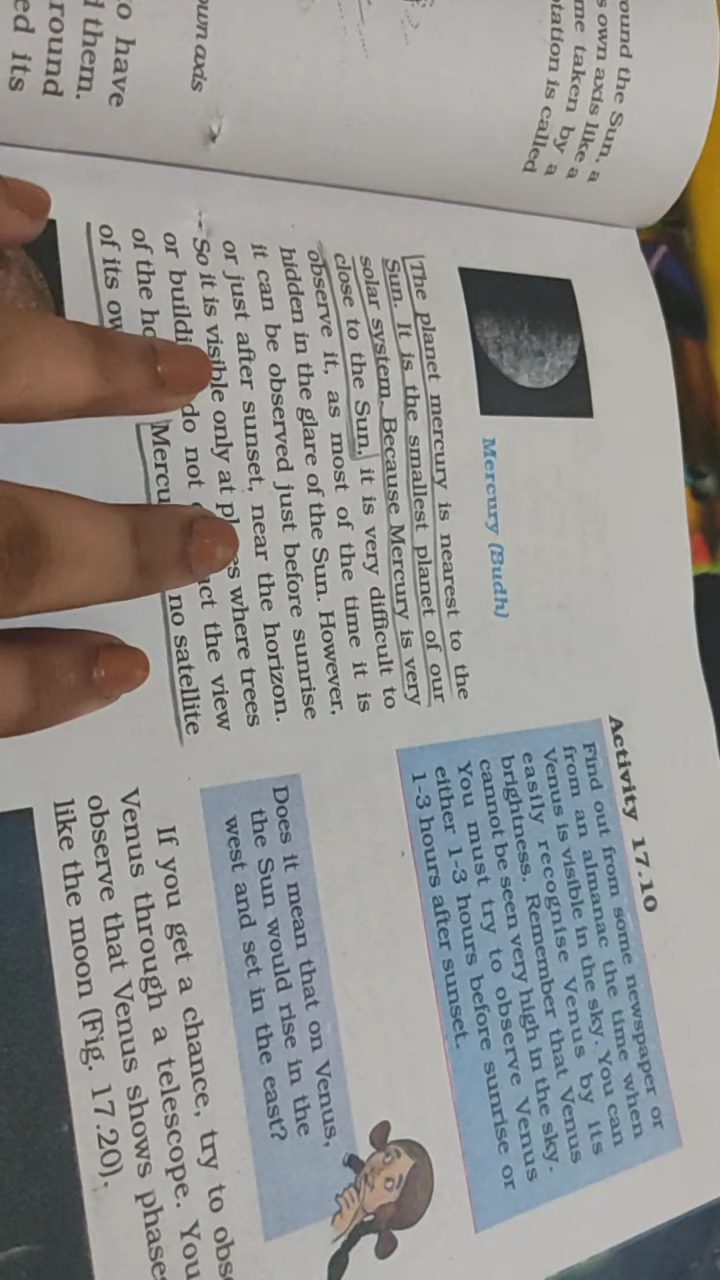 ound the Sun, a
s own axis like a
me taken by a
tation is called
own axis
o have
d them.
round
ed its
Mercury (Budh)
The planet mercury is nearest to the
Sun. It is the smallest planet of our
solar system. Because Mercury is very
close to the Sun, it is very difficult to
observe it, as most of the time it is
hidden in the glare of the Sun. However,
it can be observed just before sunrise
or just after sunset, near the horizon.
So it is visible only at where trees
or do not the view
of the
Mercu no satellite
of its
Activity 17.10
Find out from some newspaper or
from an almanac the time when
Venus is visible in the sky. You can
easily recognise Venus by its
brightness. Remember that Venus
cannot be seen very high in the sky.
You must try to observe Venus
either 1-3 hours before sunrise or
1-3 hours after sunset.
Does it mean that on Venus,
the Sun would rise in the
west and set in the east?
If you get a chance, try to obs
Venus through a telescope. You
observe that Venus shows phase
like the moon (Fig. 17.20).